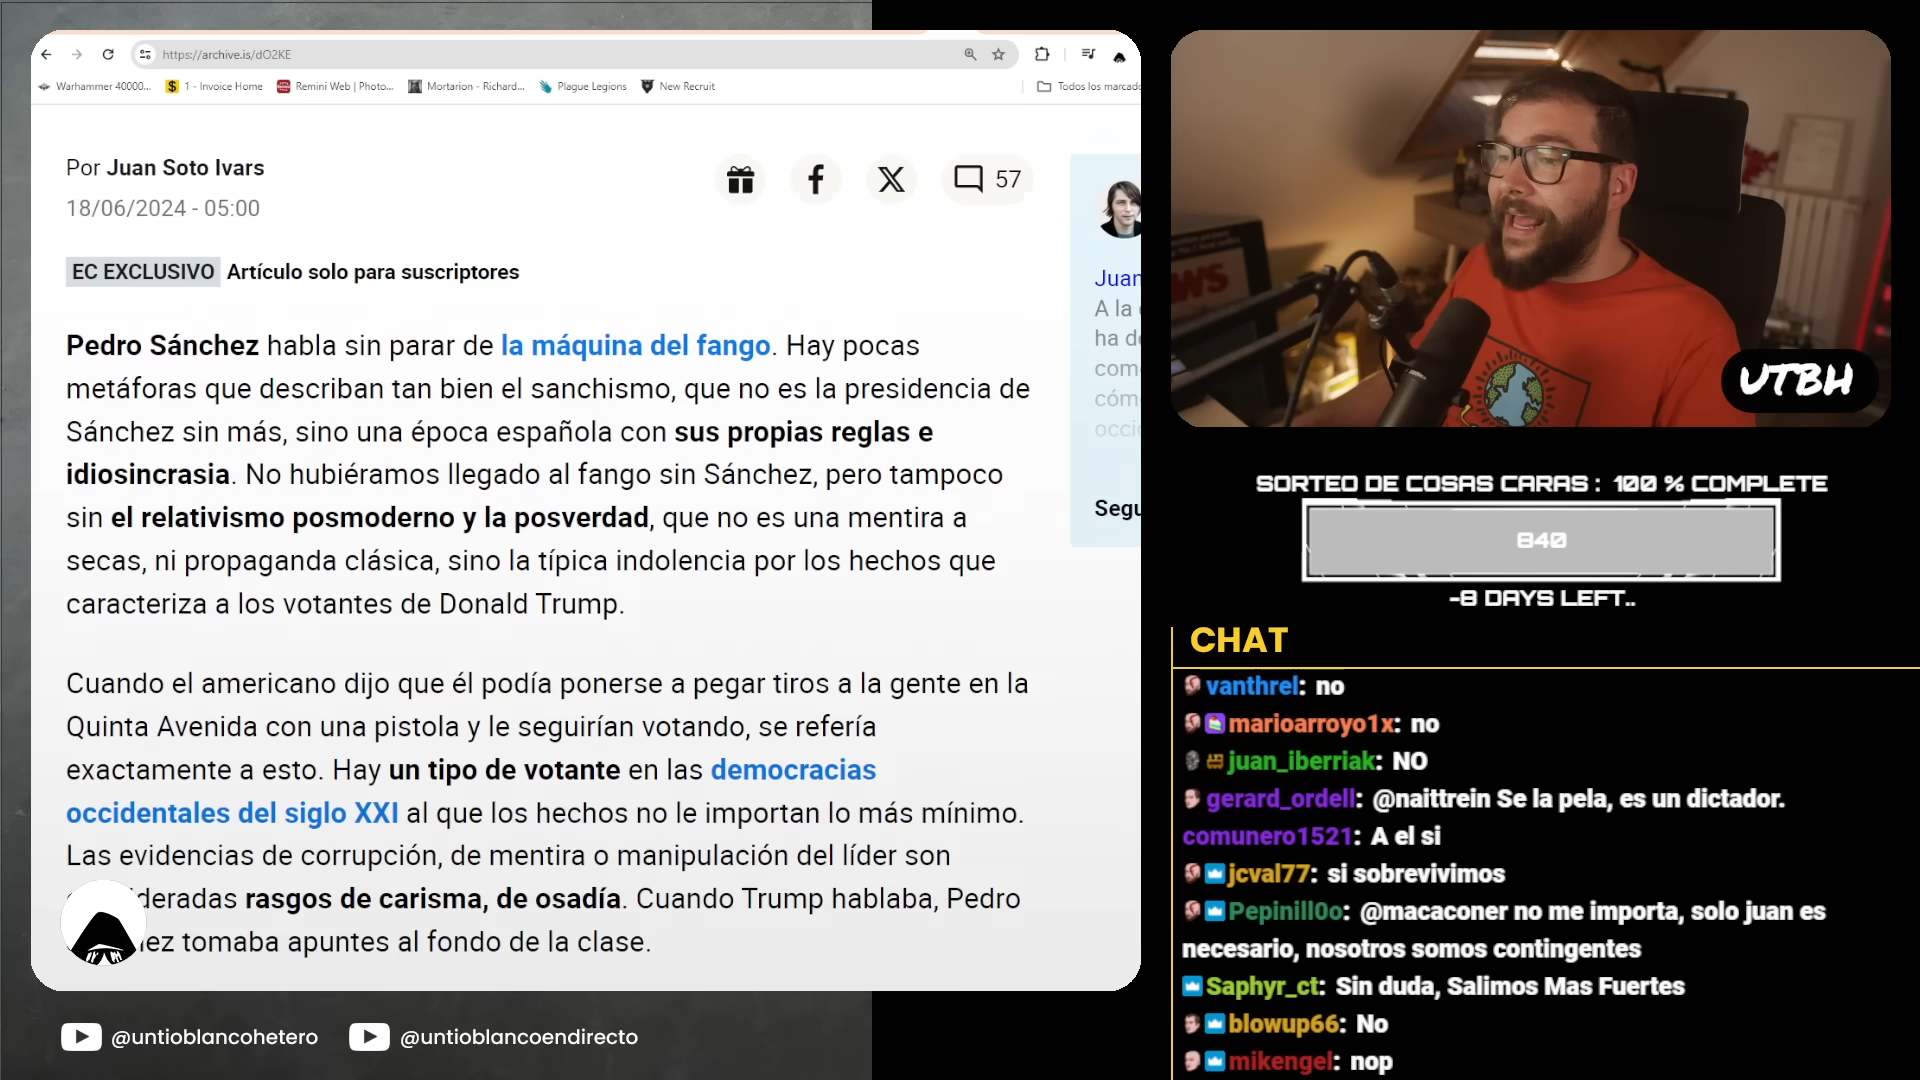 https://archive.is/dO2KE
Warhammer 40000...
1 - Invoice Home
Remini Web | Photo...
Mortarion - Richard...
Plague Legions
New Recruit
Todos los marcado
Por Juan Soto Ivars
18/06/2024 - 05:00
57
EC EXCLUSIVO Artículo solo para suscriptores
Pedro Sánchez habla sin parar de la máquina del fango. Hay pocas
metáforas que describan tan bien el sanchismo, que no es la presidencia de
Sánchez sin más, sino una época española con sus propias reglas e
idiosincrasia. No hubiéramos llegado al fango sin Sánchez, pero tampoco
sin el relativismo posmoderno y la posverdad, que no es una mentira a
secas, ni propaganda clásica, sino la típica indolencia por los hechos que
caracteriza a los votantes de Donald Trump.
Cuando el americano dijo que él podía ponerse a pegar tiros a la gente en la
Quinta Avenida con una pistola y le seguirían votando, se refería
exactamente a esto. Hay un tipo de votante en las democracias
occidentales del siglo XXI al que los hechos no le importan lo más mínimo.
Las evidencias de corrupción, de mentira o manipulación del líder son
ideradas rasgos de carisma, de osadía. Cuando Trump hablaba, Pedro
ez tomaba apuntes al fondo de la clase.
Juan
A la
ha de
com
cóm
occi
Segu
@untioblancohetero
@untioblancoendirecto
WS
UTBH
SORTEO DE COSAS CARAS : 100 % COMPLETE
840
-8 DAYS LEFT..
CHAT
vanthrel: no
marioarroyo1x: no
juan_iberriak: NO
gerard_ordell: @naittrein Se la pela, es un dictador.
comunero1521: A el si
jcval77: si sobrevivimos
Pepinill0o: @macaconer no me importa, solo juan es
necesario, nosotros somos contingentes
Saphyr_ct: Sin duda, Salimos Mas Fuertes
blowup66: No
mikengel: nop